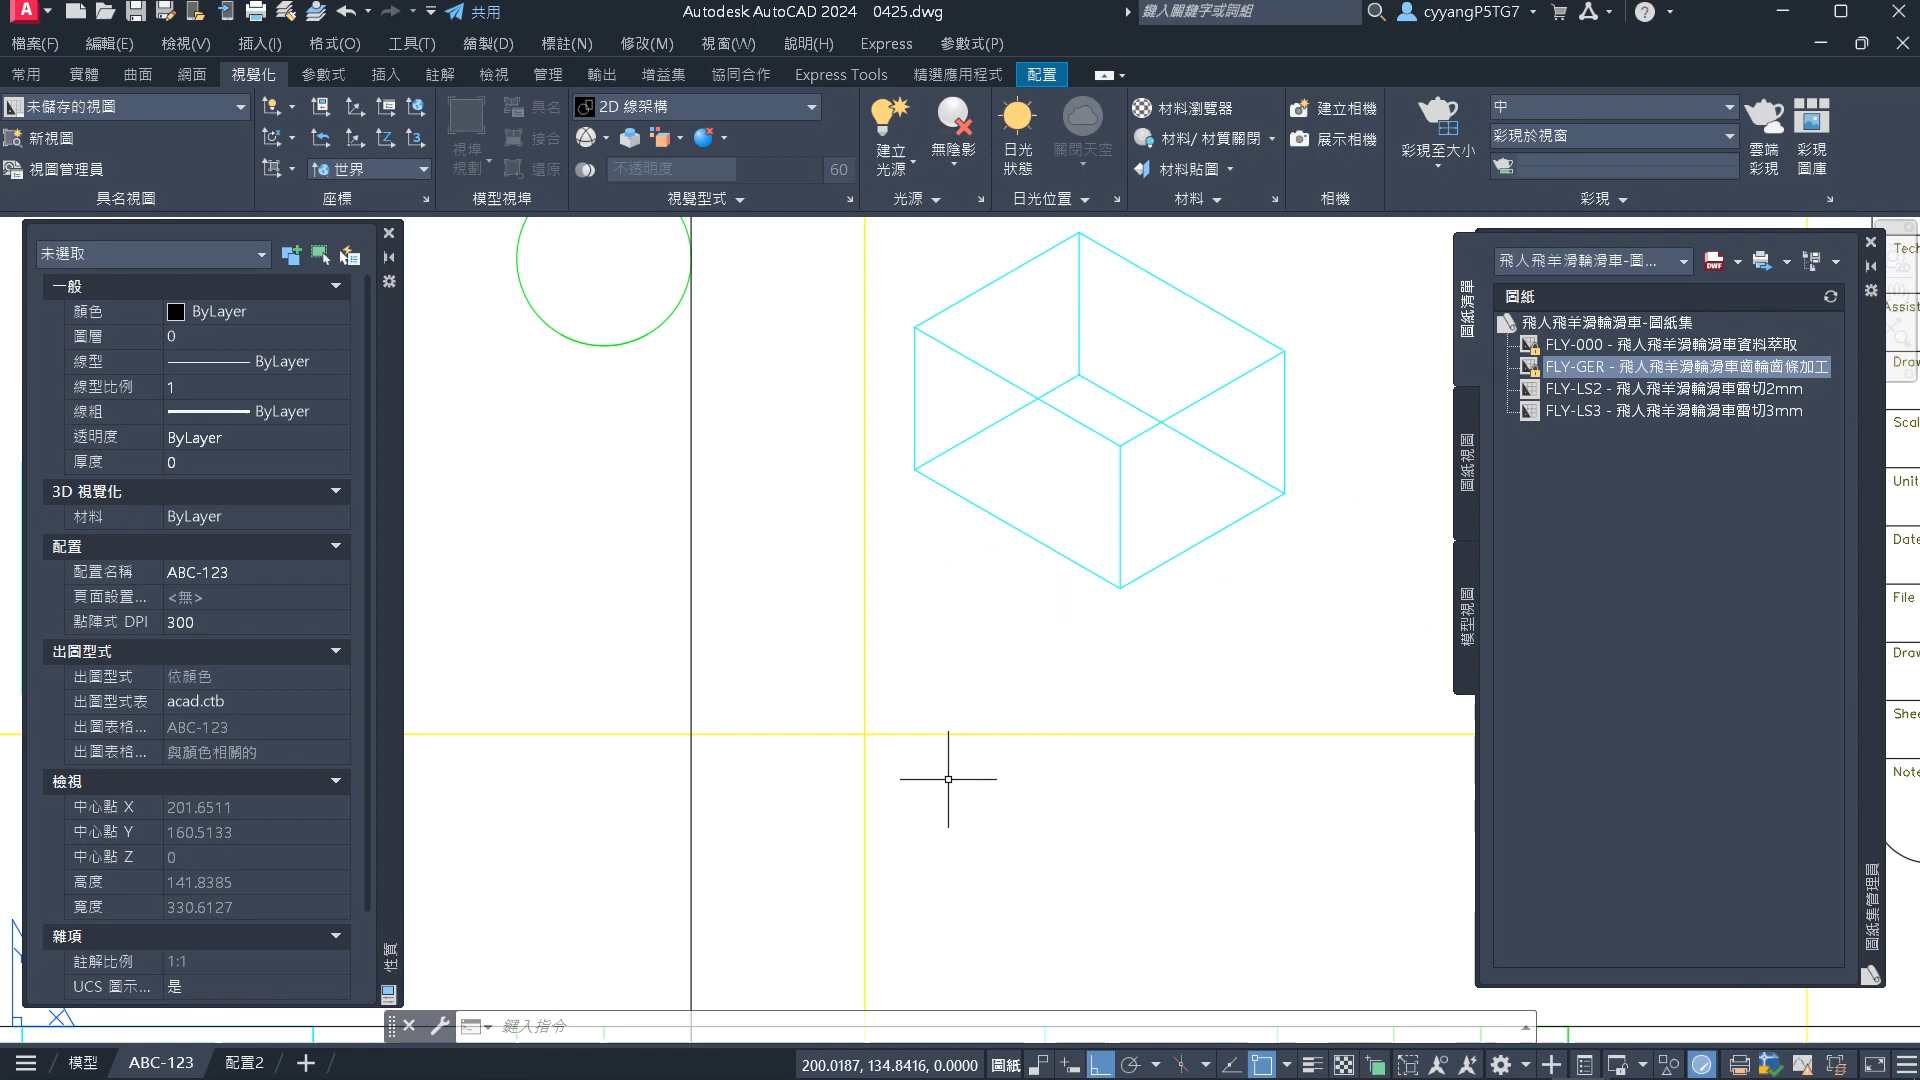 共用
Autodesk AutoCAD 2024 0425.dwg
鍵入關鍵字或詞組
cyyangP5TG7
檔案(F) 編輯(E) 檢視(V) 插入(I) 格式(O) 工具(T) 繪製(D) 標註(N) 修改(M) 視窗(W) 說明(H) Express 參數式(P)
常用 實體 曲面 網面 視覺化 參數式 插入 註解 檢視 管理 輸出 增益集 協同合作 Express Tools 精選應用程式 配置
未儲存的視圖
新視圖
視圖管理員
具名視圖
世界
座標
視埠
規劃
具名
接合
還原
模型視埠
2D 線架構
不透明度 60
視覺型式
建立
光源
無陰影
光源
日光
狀態
關閉天空
日光位置
材料瀏覽器
材料/ 材質關閉
材料貼圖
材料
建立相機
展示相機
相機
彩現至大小
中
彩現於視窗
雲端
彩現
彩現
圖庫
彩現
未選取
一般
顏色 ByLayer
圖層 0
線型 ByLayer
線型比例 1
線粗 ByLayer
透明度 ByLayer
厚度 0
3D 視覺化
材料 ByLayer
配置
配置名稱 ABC-123
頁面設置... <無>
點陣式 DPI 300
出圖型式
出圖型式 依顏色
出圖型式表 acad.ctb
出圖表格... ABC-123
出圖表格... 與顏色相關的
檢視
中心點 X 201.6511
中心點 Y 160.5133
中心點 Z 0
高度 141.8385
寬度 330.6127
雜項
註解比例 1:1
UCS 圖示... 是
性質
飛人飛羊滑輪滑車-圖...
圖紙
飛人飛羊滑輪滑車-圖紙集
FLY-000 - 飛人飛羊滑輪滑車資料萃取
FLY-GER - 飛人飛羊滑輪滑車齒輪齒條加工
FLY-LS2 - 飛人飛羊滑輪滑車雷切2mm
FLY-LS3 - 飛人飛羊滑輪滑車雷切3mm
圖紙清單
圖紙視圖
模型視圖
圖紙集管理員
Tech
Assist
Draw
Scal
Unit
Date
File
Draw
Shee
Note
鍵入指令
模型 ABC-123 配置2
200.0187, 134.8416, 0.0000 圖紙